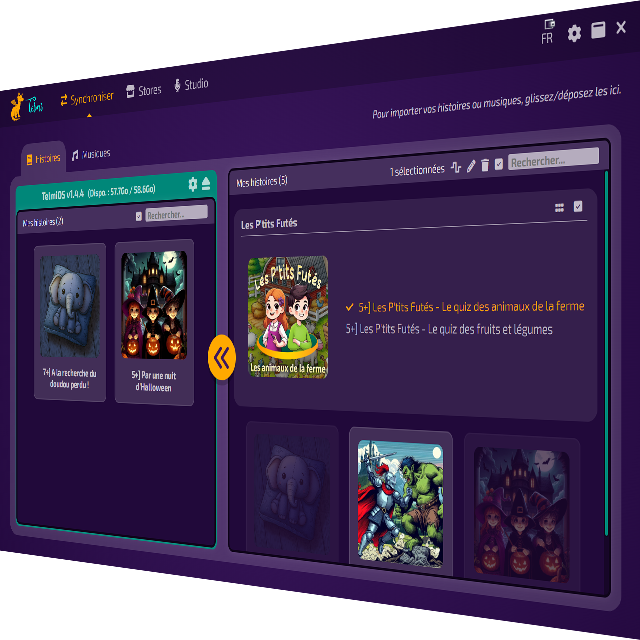 FR
Telmi
Synchroniser
Stores
Studio
Pour importer vos histoires ou musiques, glissez/déposez les ici.
Histoires
Musiques
TelmiOS v1.4.4 (Dispo. : 57.7Go / 58.6Go)
Mes histoires (2)
Rechercher...
7+] A la recherche du
doudou perdu !
5+] Par une nuit
d'Halloween
Mes histoires (5)
1 sélectionnées
Rechercher...
Les P'tits Futés
Les P'tits Futés
Les animaux de la ferme
5+] Les P'tits Futés - Le quiz des animaux de la ferme
5+] Les P'tits Futés - Le quiz des fruits et légumes